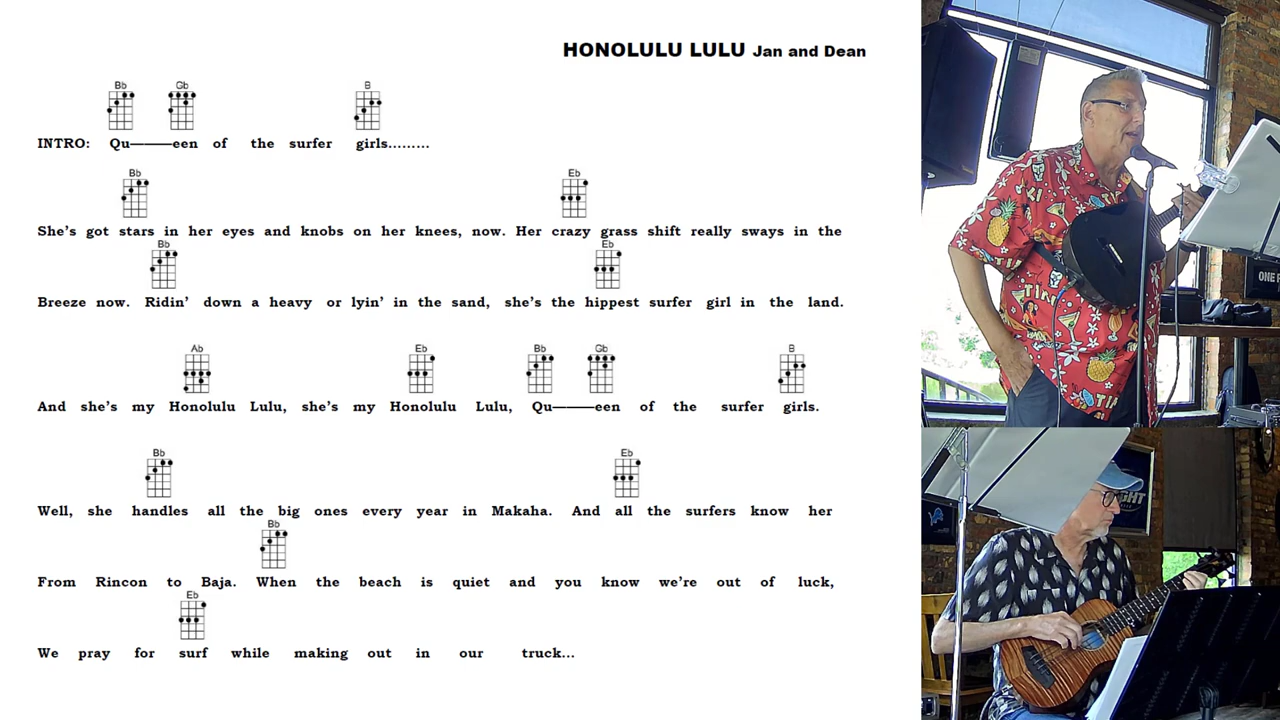 HONOLULU LULU Jan and Dean
Bb Gb B
INTRO: Qu———een of the surfer girls.........
Bb Eb
She's got stars in her eyes and knobs on her knees, now. Her crazy grass shift really sways in the
Bb Eb
Breeze now. Ridin' down a heavy or lyin' in the sand, she's the hippest surfer girl in the land.
Ab Eb Bb Gb B
And she's my Honolulu Lulu, she's my Honolulu Lulu, Qu———een of the surfer girls.
Bb Eb
Well, she handles all the big ones every year in Makaha. And all the surfers know her
Bb
From Rincon to Baja. When the beach is quiet and you know we're out of luck,
Eb
We pray for surf while making out in our truck...
ONE